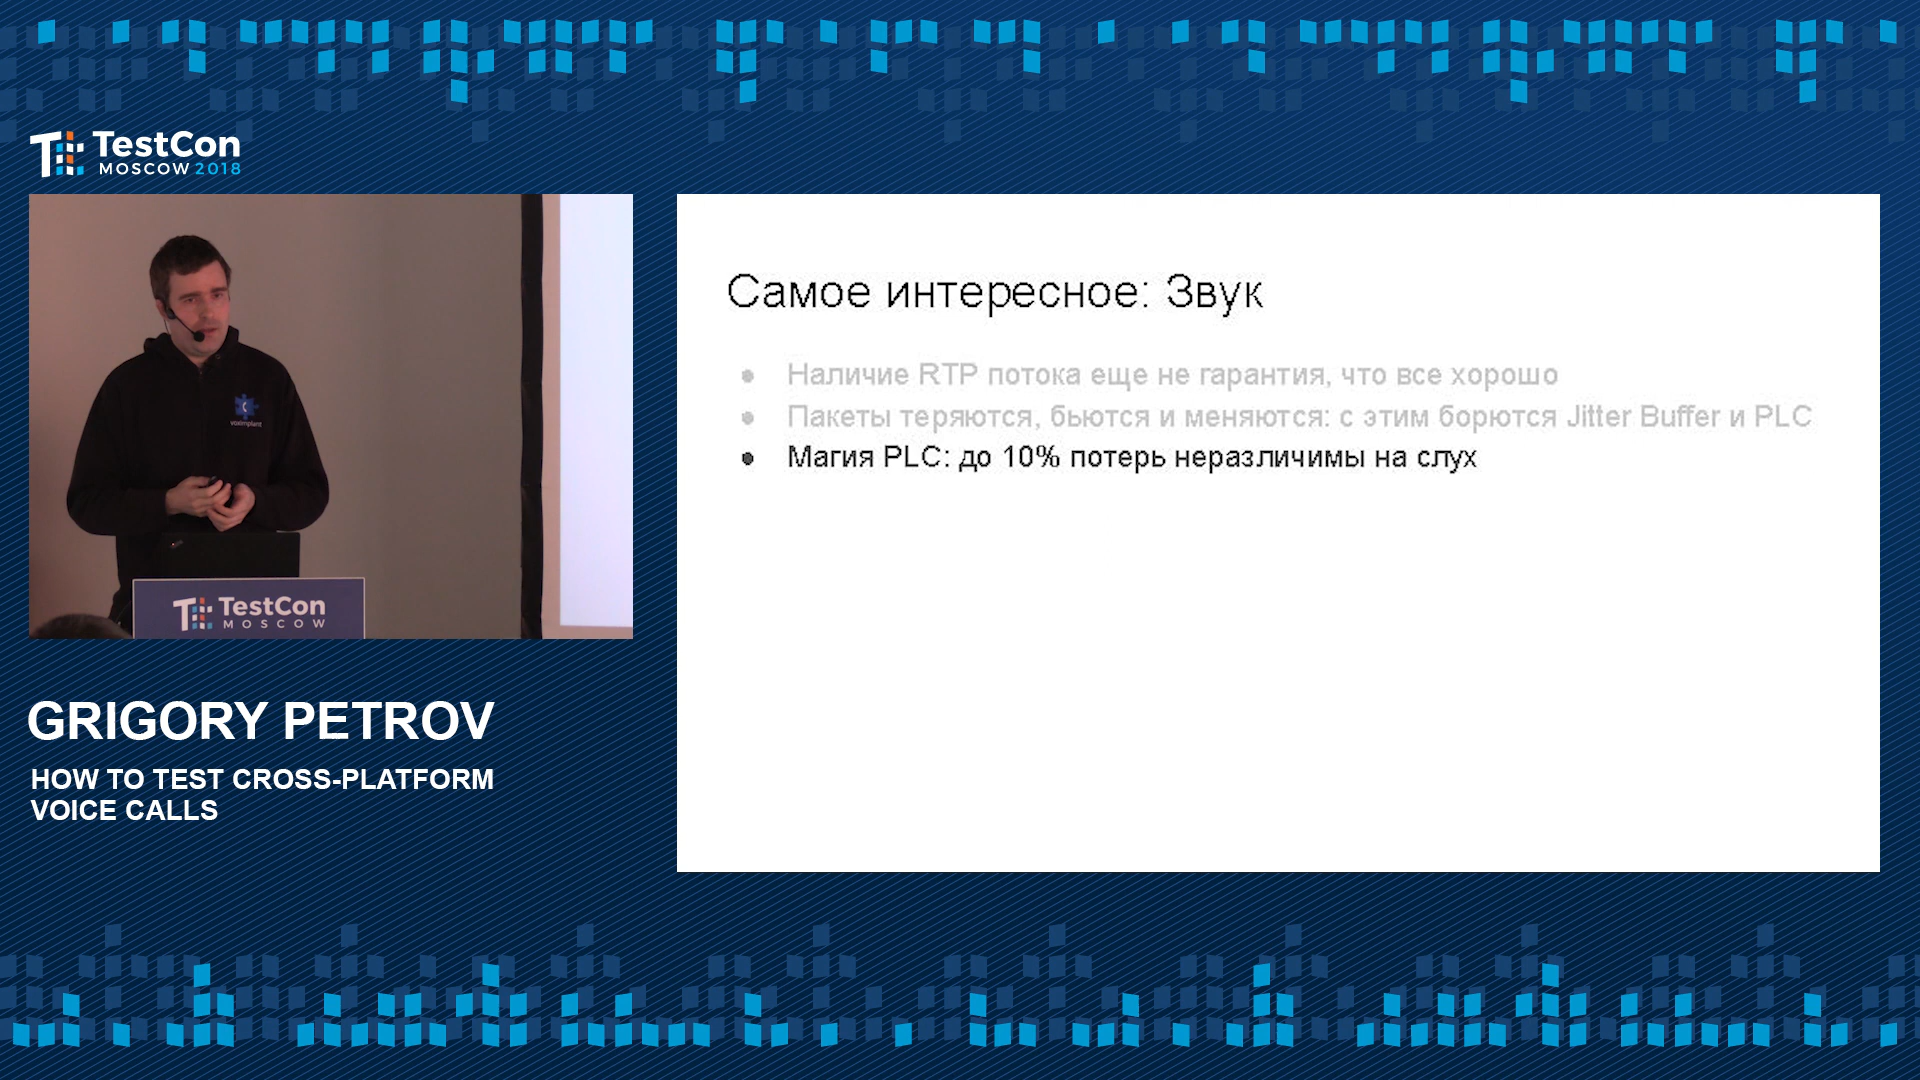 TestCon
MOSCOW 2018
voximplant
TestCon
MOSCOW
GRIGORY PETROV
HOW TO TEST CROSS-PLATFORM
VOICE CALLS
Самое интересное: Звук
Наличие RTP потока еще не гарантия, что все хорошо
Пакеты теряются, бьются и меняются: с этим борются Jitter Buffer и PLC
Магия PLC: до 10% потерь неразличимы на слух